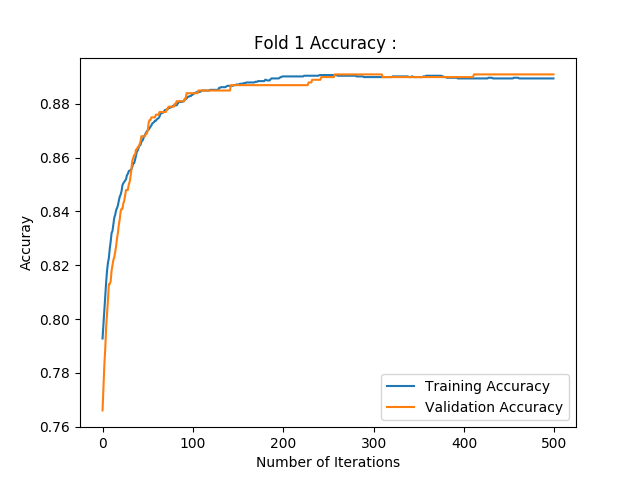 Fold 1 Accuracy :
Accuray
0.88
0.86
0.84
0.82
0.80
0.78
0.76
0
100
200
300
400
500
Number of Iterations
Training Accuracy
Validation Accuracy